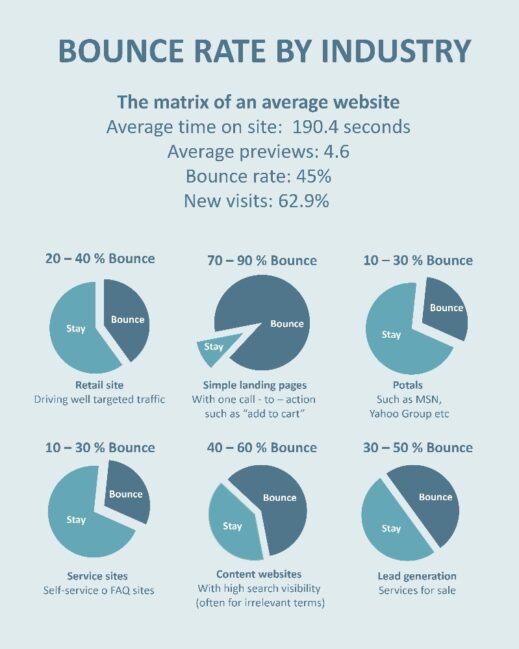 BOUNCE RATE BY INDUSTRY
The matrix of an average website
Average time on site: 190.4 seconds
Average previews: 4.6
Bounce rate: 45%
New visits: 62.9%
20 – 40 % Bounce
Stay
Bounce
Retail site
Driving well targeted traffic
70 – 90 % Bounce
Bounce
Stay
Simple landing pages
With one call - to – action
such as “add to cart”
10 – 30 % Bounce
Bounce
Stay
Potals
Such as MSN,
Yahoo Group etc
10 – 30 % Bounce
Bounce
Stay
Service sites
Self-service o FAQ sites
40 – 60 % Bounce
Bounce
Stay
Content websites
With high search visibility
(often for irrelevant terms)
30 – 50 % Bounce
Bounce
Stay
Lead generation
Services for sale